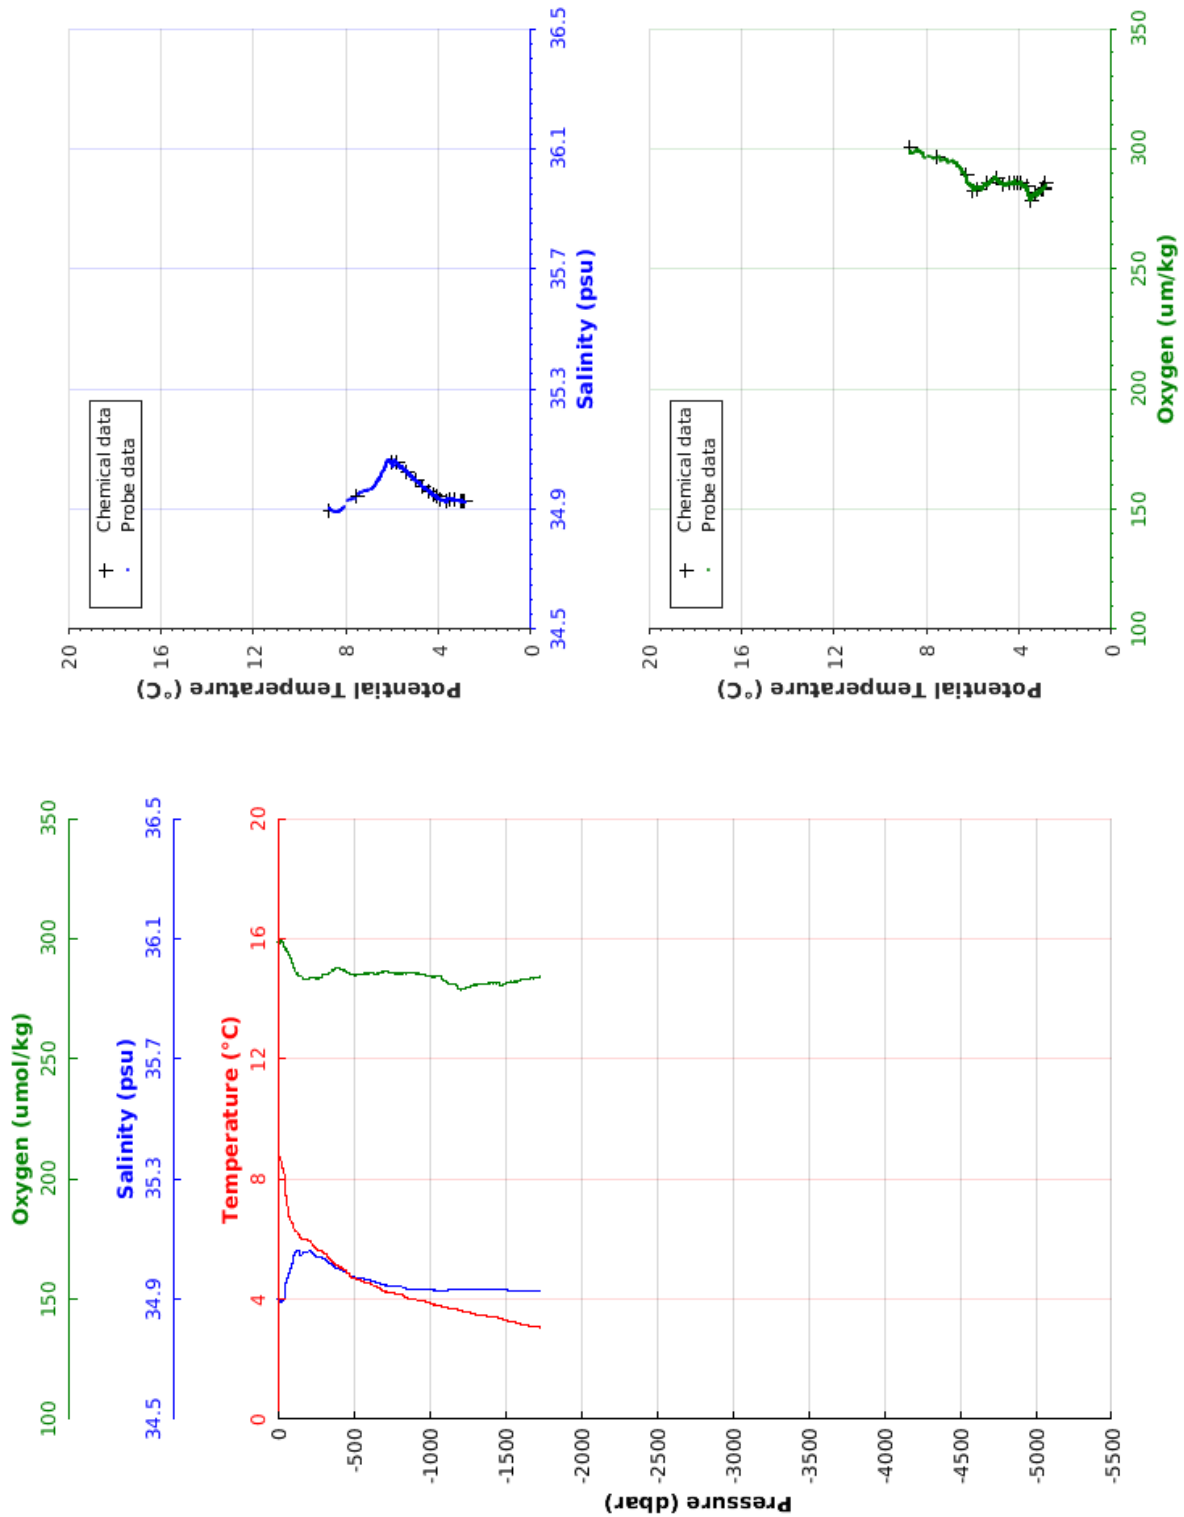 Oxygen (umol/kg)
100 150 200 250 300 350
Salinity (psu)
34.5 34.9 35.3 35.7 36.1 36.5
Temperature (°C)
0 4 8 12 16 20
Pressure (dbar)
0
-500
-1000
-1500
-2000
-2500
-3000
-3500
-4000
-4500
-5000
-5500
Potential Temperature (°C)
20
16
12
8
4
0
Chemical data
Probe data
34.5 34.9 35.3 35.7 36.1 36.5
Salinity (psu)
Potential Temperature (°C)
20
16
12
8
4
0
Chemical data
Probe data
100 150 200 250 300 350
Oxygen (um/kg)